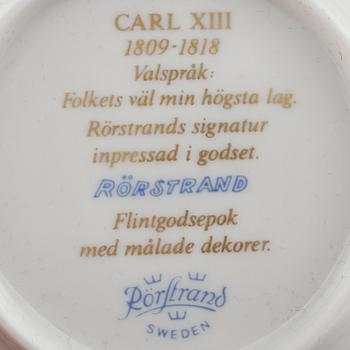 CARL XIII
1809-1818
Valspråk:
Folkets väl min högsta lag.
Rörstrands signatur
inpressad i godset.
RÖRSTRAND
Flintgodsepok
med målade dekorer.
Rörstrand
SWEDEN